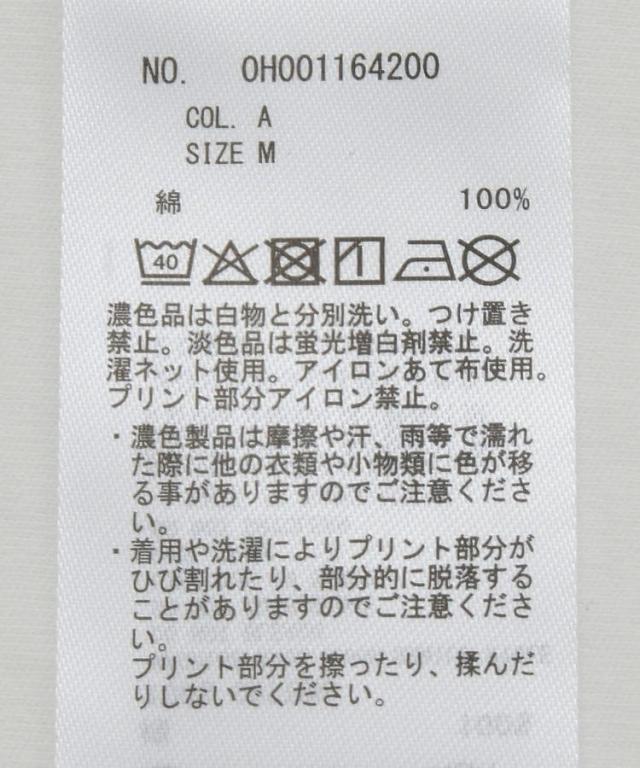 NO. 0H001164200
COL. A
SIZE M
綿 100%
40
濃色品は白物と分別洗い。つけ置き
禁止。淡色品は蛍光増白剤禁止。洗
濯ネット使用。アイロンあて布使用。
プリント部分アイロン禁止。
・濃色製品は摩擦や汗、雨等で濡れ
た際に他の衣類や小物類に色が移
る事がありますのでご注意くださ
い。
・着用や洗濯によりプリント部分が
ひび割れたり、部分的に脱落する
ことがありますのでご注意くださ
い。
プリント部分を擦ったり、揉んだ
りしないでください。